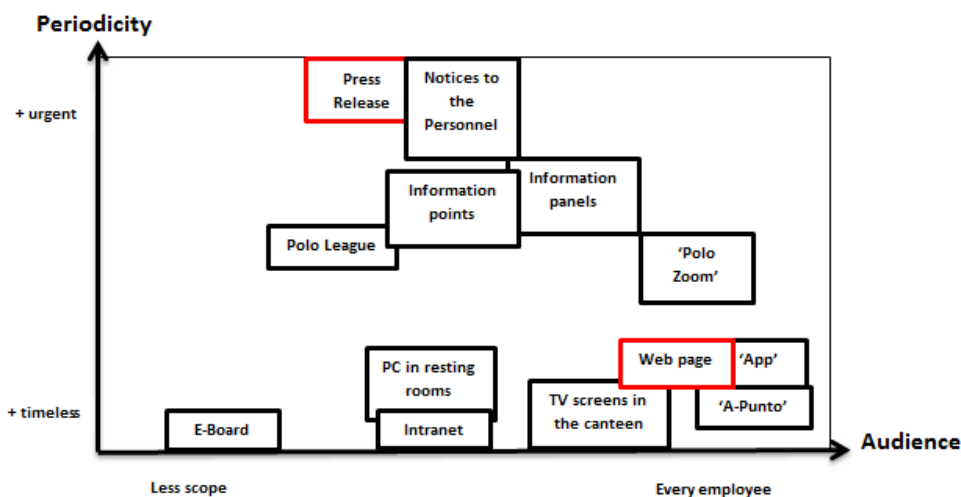 Periodicity
+ urgent
Press
Release
Notices to
the
Personnel
Information
panels
Information
points
Polo League
‘Polo
Zoom’
Web page
‘App’
PC in resting
rooms
TV screens in
the canteen
‘A-Punto’
+ timeless
E-Board
Intranet
Audience
Less scope
Every employee